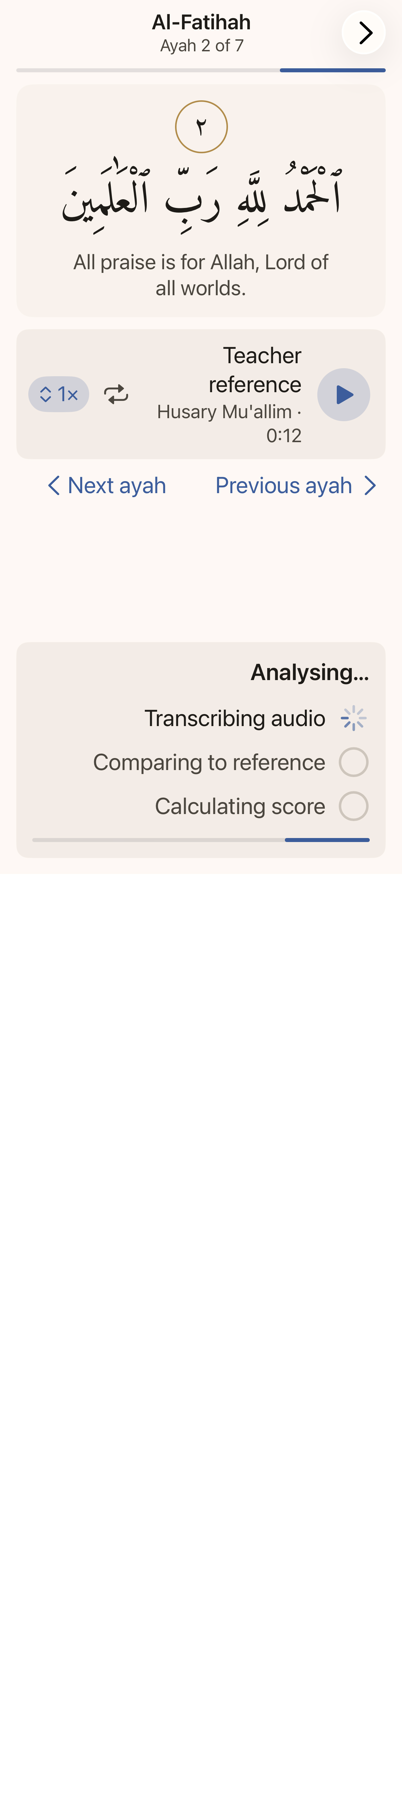 Al-Fatihah
Ayah 2 of 7
٢
ٱلْحَمْدُ لِلَّهِ رَبِّ ٱلْعَٰلَمِينَ
All praise is for Allah, Lord of
all worlds.
Teacher
reference
Husary Mu'allim ·
0:12
1×
Previous ayah
Next ayah
Analysing...
Transcribing audio
Comparing to reference
Calculating score